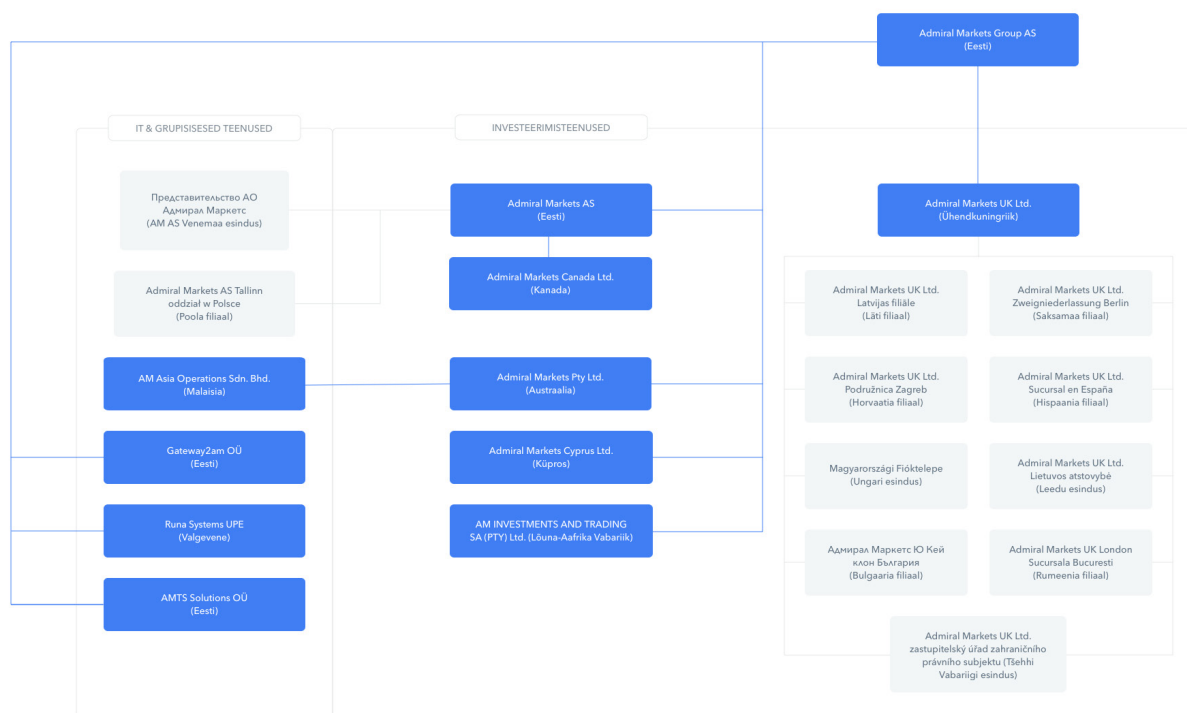 Admiral Markets Group AS
(Eesti)
IT & GRUPISISESED TEENUSED
INVESTEERIMISTEENUSED
Представительство АО
Адмирал Маркетс
(AM AS Venemaa esindus)
Admiral Markets AS
(Eesti)
Admiral Markets UK Ltd.
(Ühendkuningriik)
Admiral Markets AS Tallinn
oddział w Polsce
(Poola filiaal)
Admiral Markets Canada Ltd.
(Kanada)
Admiral Markets UK Ltd.
Latvijas filiāle
(Läti filiaal)
Admiral Markets UK Ltd.
Zweigniederlassung Berlin
(Saksamaa filiaal)
AM Asia Operations Sdn. Bhd.
(Malaisia)
Admiral Markets Pty Ltd.
(Austraalia)
Admiral Markets UK Ltd.
Podružnica Zagreb
(Horvaatia filiaal)
Admiral Markets UK Ltd.
Sucursal en España
(Hispaania filiaal)
Gateway2am OÜ
(Eesti)
Admiral Markets Cyprus Ltd.
(Küpros)
Magyarországi Fióktelepe
(Ungari esindus)
Admiral Markets UK Ltd.
Lietuvos atstovybė
(Leedu esindus)
Runa Systems UPE
(Valgevene)
AM INVESTMENTS AND TRADING
SA (PTY) Ltd. (Lõuna-Aafrika Vabariik)
Адмирал Маркетс Ю Кей
клон България
(Bulgaaria filiaal)
Admiral Markets UK London
Sucursala Bucuresti
(Rumeenia filiaal)
AMTS Solutions OÜ
(Eesti)
Admiral Markets UK Ltd.
zastupitelský úřad zahraničního
právního subjektu (Tšehhi
Vabariigi esindus)